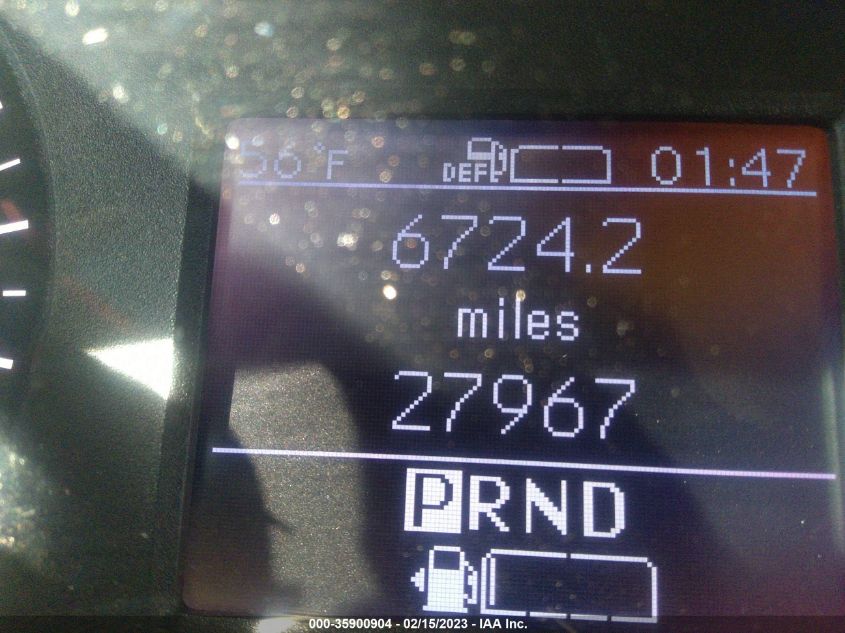 56°F DEF 01:47
6724.2
miles
27967
PRND
000-35900904 - 02/15/2023 - IAA Inc.